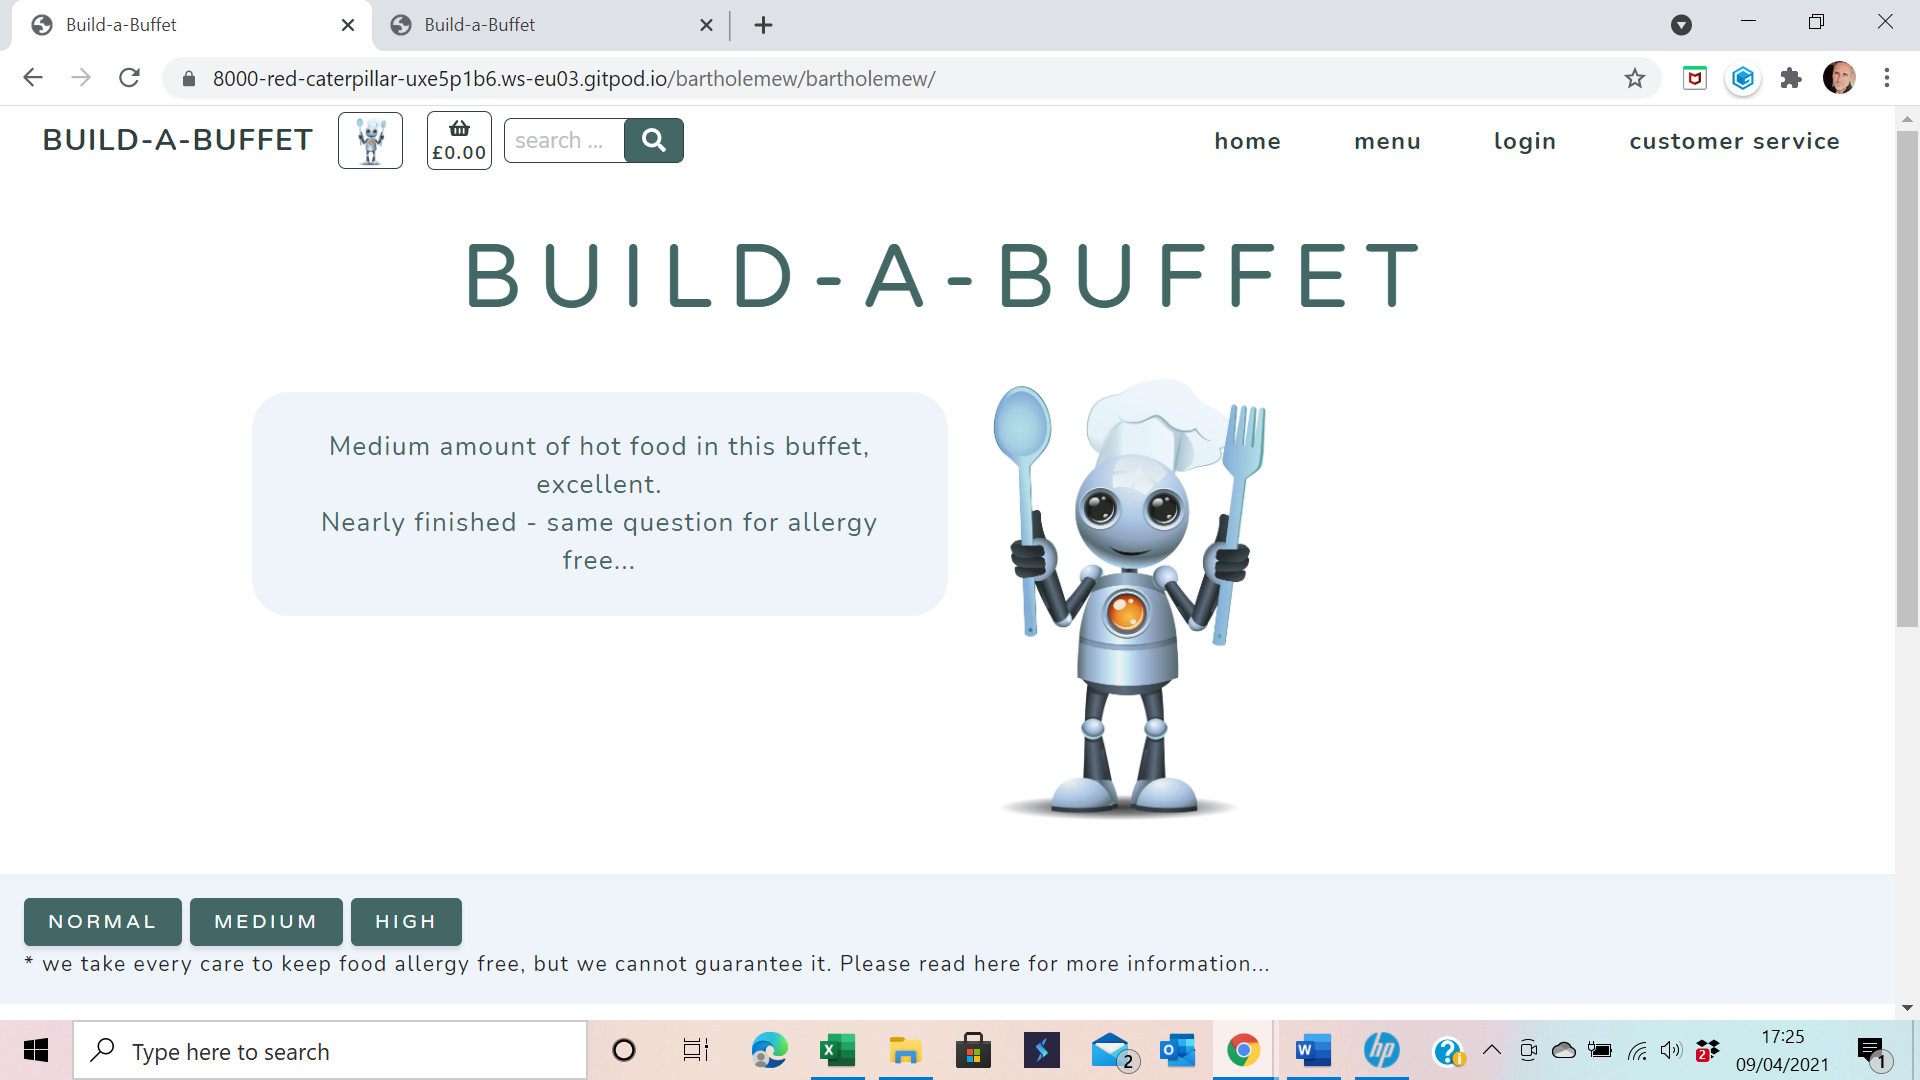 Build-a-Buffet
Build-a-Buffet
8000-red-caterpillar-uxe5p1b6.ws-eu03.gitpod.io/bartholemew/bartholemew/
BUILD-A-BUFFET
£0.00
search ...
home
menu
login
customer service
BUILD-A-BUFFET
Medium amount of hot food in this buffet,
excellent.
Nearly finished - same question for allergy
free...
NORMAL
MEDIUM
HIGH
* we take every care to keep food allergy free, but we cannot guarantee it. Please read here for more information...
Type here to search
2
hp
2
17:25
09/04/2021
1